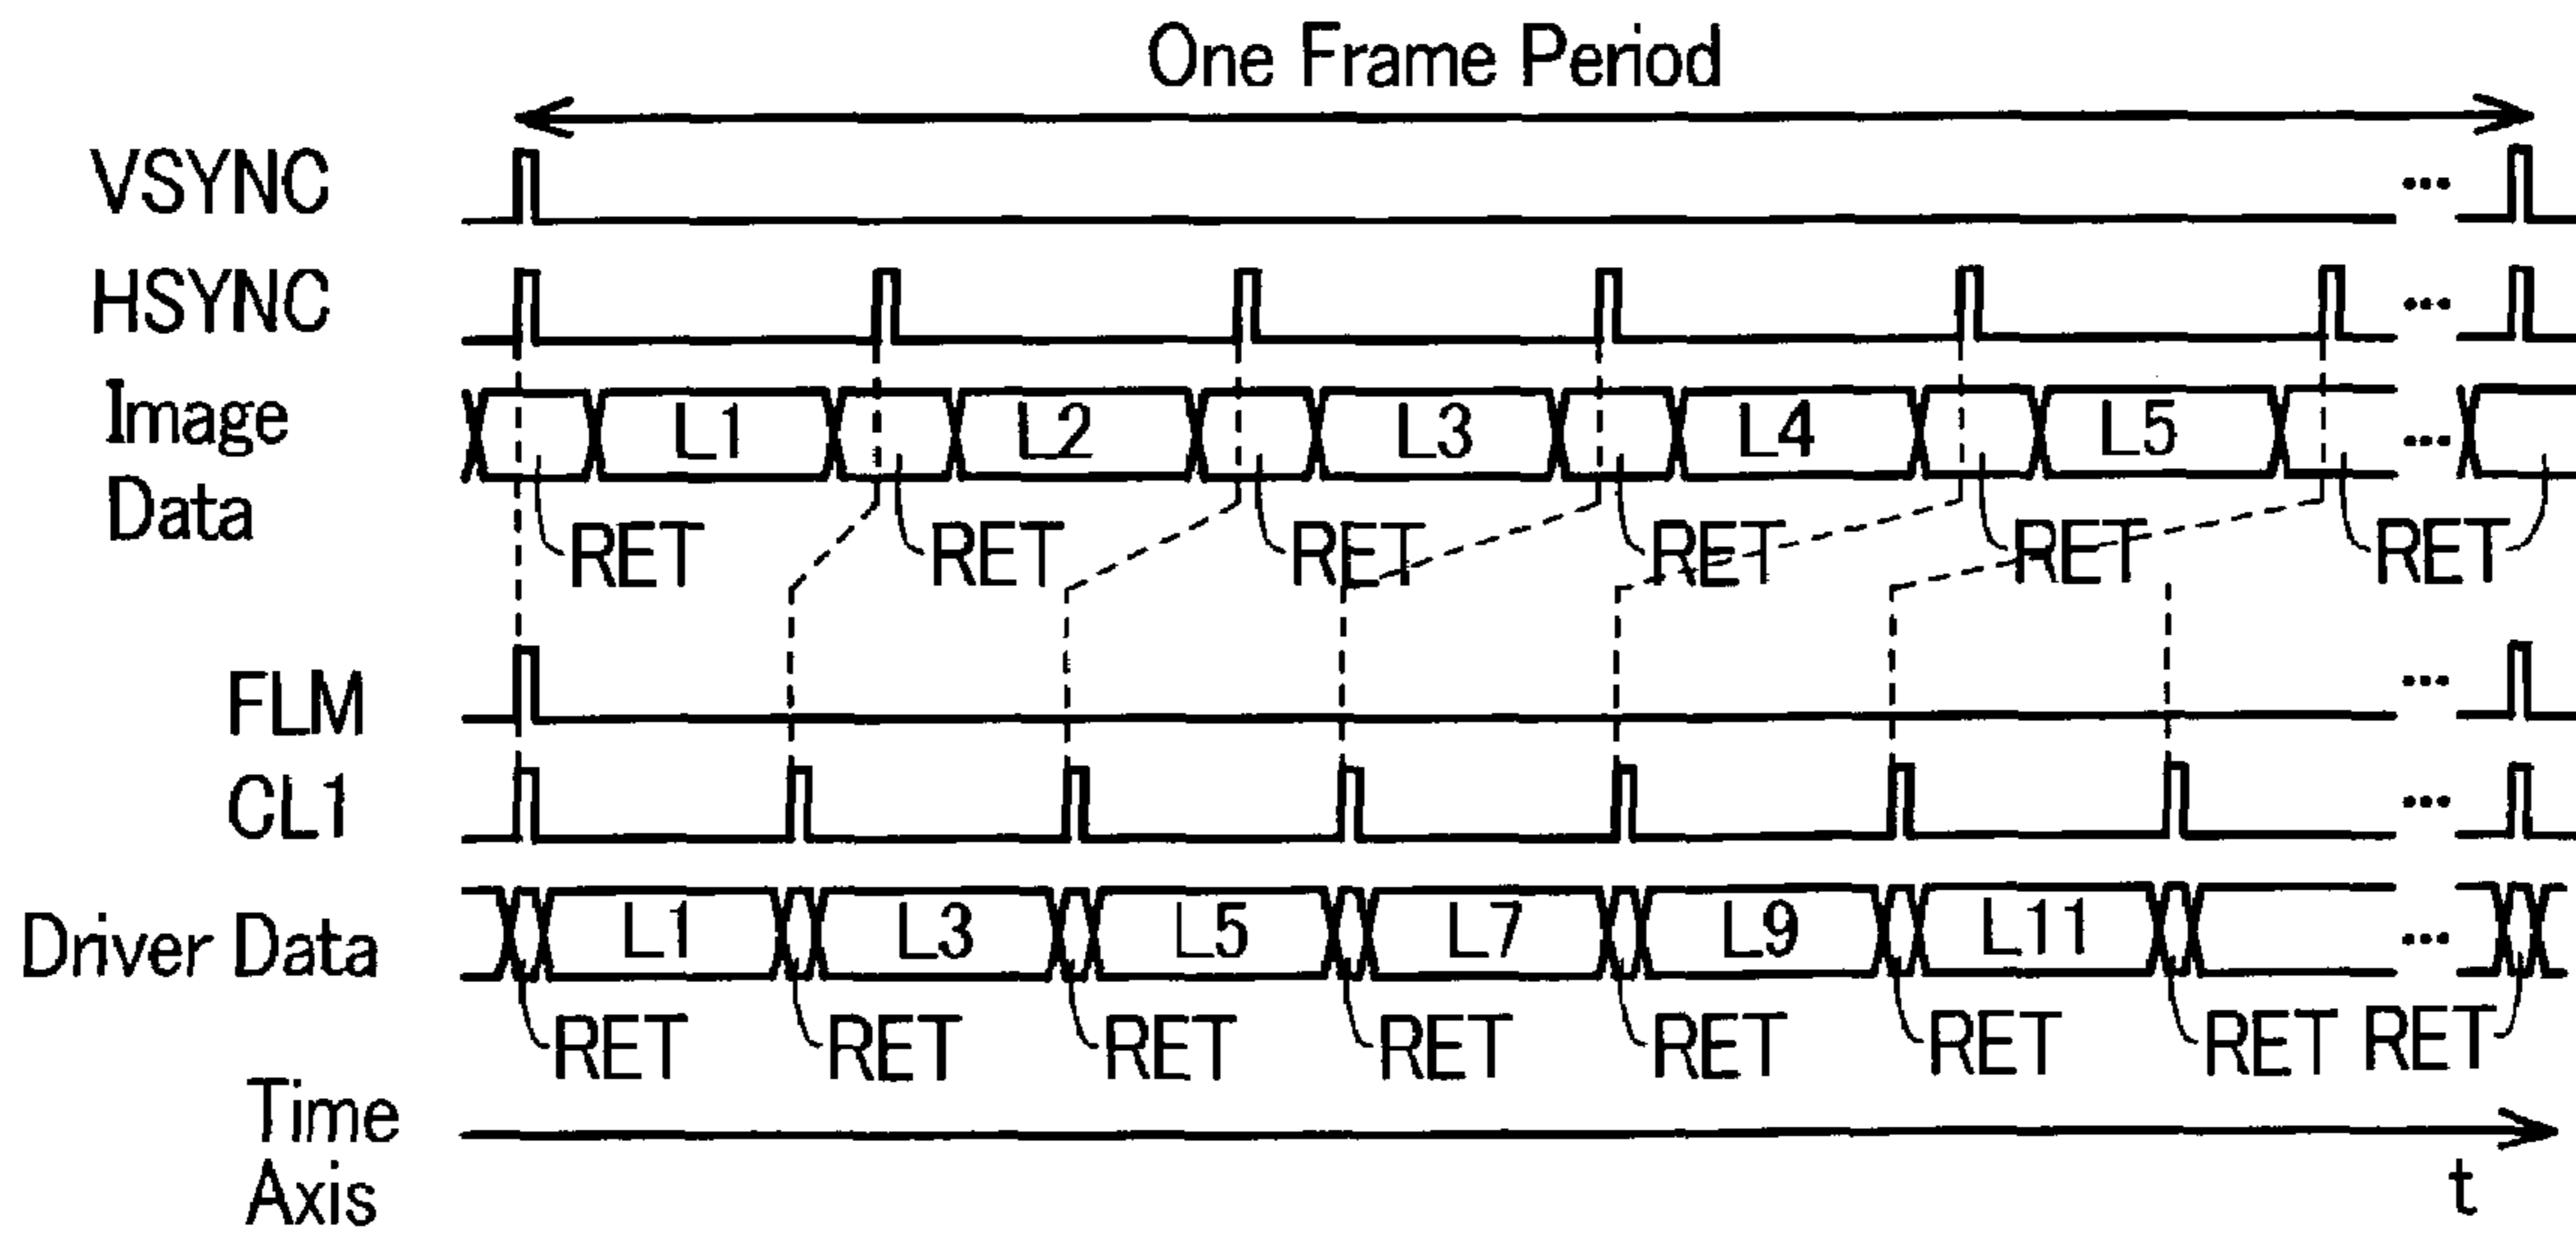 One Frame Period
VSYNC ...
HSYNC ...
Image Data L1 L2 L3 L4 L5 ...
RET RET RET RET RET RET
FLM ...
CL1 ...
Driver Data L1 L3 L5 L7 L9 L11 ...
RET RET RET RET RET RET RET RET
Time Axis
t